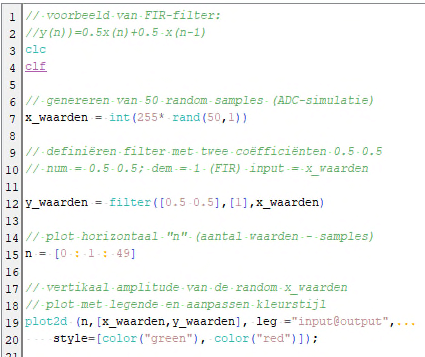 1 // voorbeeld van FIR-filter:
2 //y(n))=0.5x(n)+0.5 x(n-1)
3 clc
4 clf
5
6 // genereren van 50 random samples (ADC-simulatie)
7 x_waarden = int(255* rand(50,1))
8
9 // definiëren filter met twee coëfficiënten 0.5 0.5
10 // num = 0.5 0.5; dem = 1 (FIR) input = x_waarden
11
12 y_waarden = filter([0.5 0.5],[1],x_waarden)
13
14 // plot horizontaal "n" (aantal waarden - samples)
15 n = [0 : 1 : 49]
16
17 // vertikaal amplitude van de random x_waarden
18 // plot met legende en aanpassen kleurstijl
19 plot2d (n,[x_waarden,y_waarden], leg ="input@output",...
20 style=[color("green"), color("red")]);
21